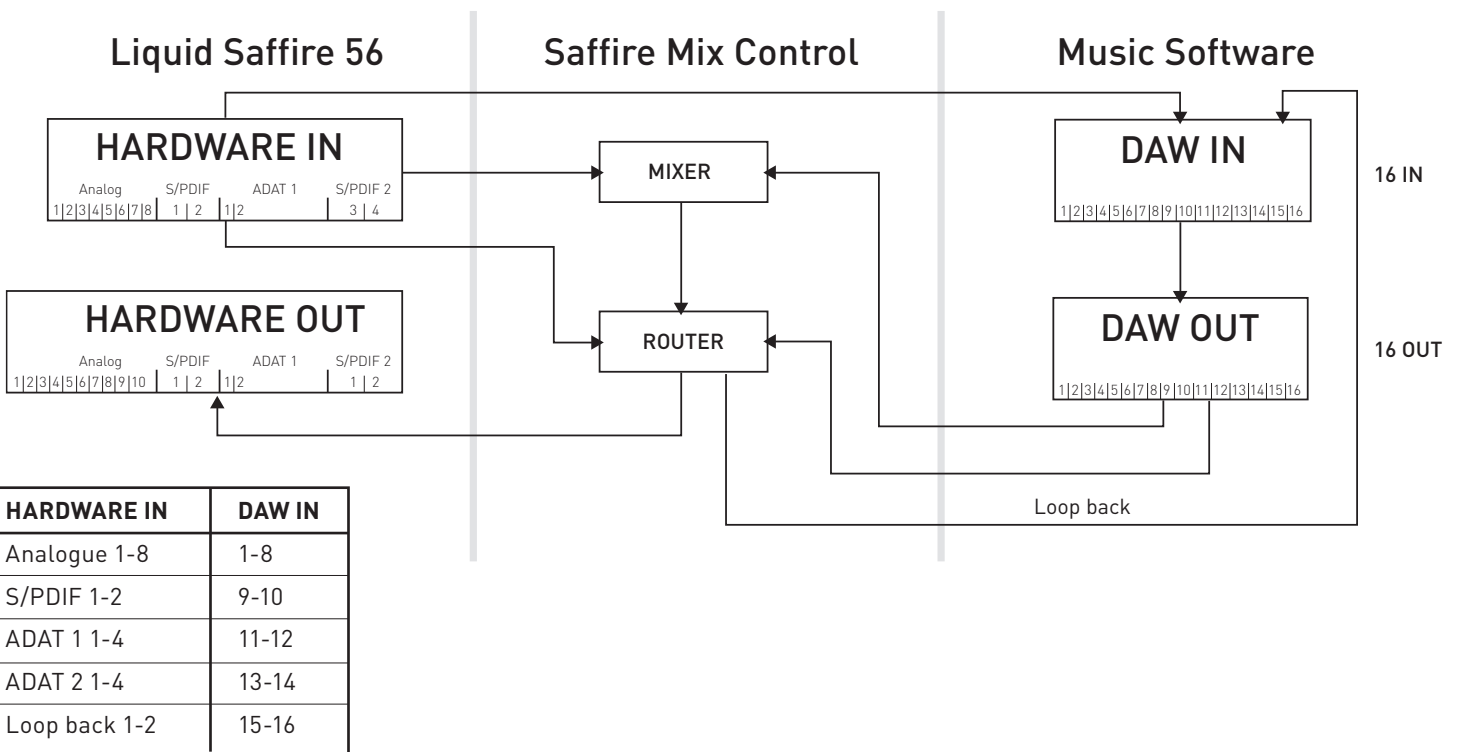 Liquid Saffire 56
Saffire Mix Control
Music Software
HARDWARE IN
Analog S/PDIF ADAT 1 S/PDIF 2
1|2|3|4|5|6|7|8 1 | 2 1|2 3 | 4
MIXER
DAW IN
1|2|3|4|5|6|7|8|9|10|11|12|13|14|15|16
16 IN
HARDWARE OUT
Analog S/PDIF ADAT 1 S/PDIF 2
1|2|3|4|5|6|7|8|9|10 1 | 2 1|2 1 | 2
ROUTER
DAW OUT
1|2|3|4|5|6|7|8|9|10|11|12|13|14|15|16
16 OUT
Loop back
HARDWARE IN DAW IN
Analogue 1-8 1-8
S/PDIF 1-2 9-10
ADAT 1 1-4 11-12
ADAT 2 1-4 13-14
Loop back 1-2 15-16